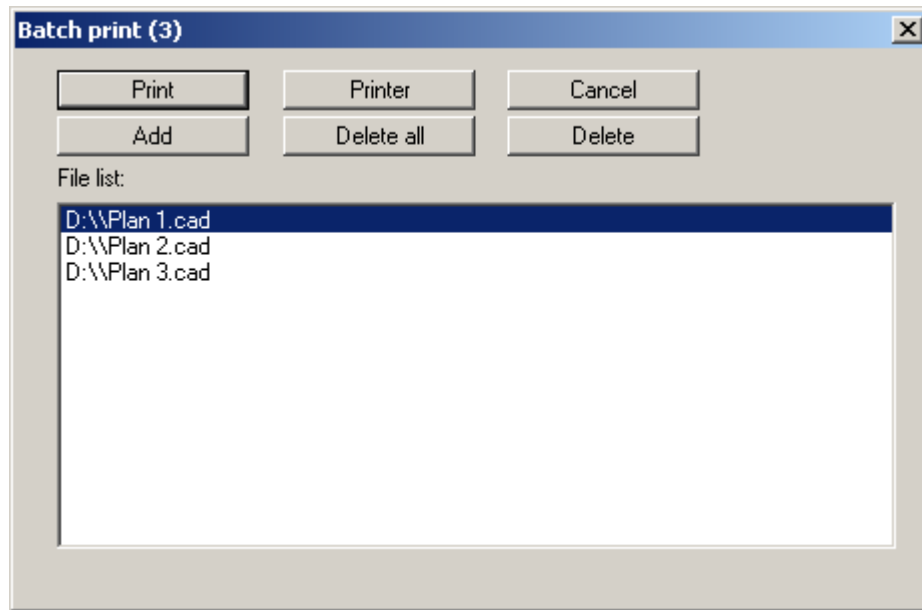 Batch print (3)
Print Printer Cancel
Add Delete all Delete
File list:
D:\\Plan 1.cad
D:\\Plan 2.cad
D:\\Plan 3.cad